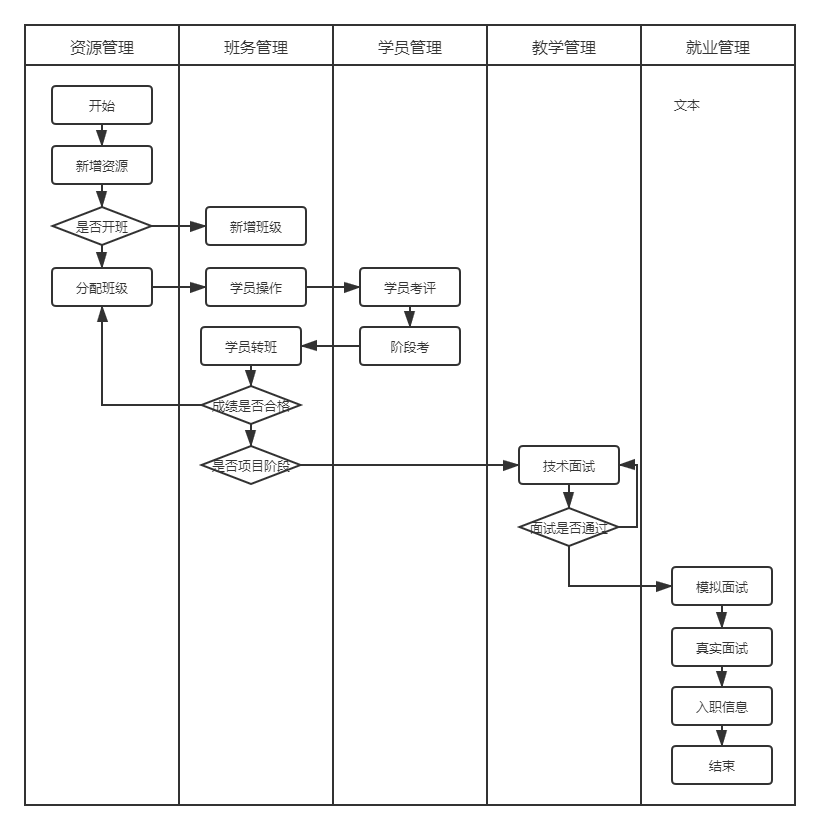 资源管理
班务管理
学员管理
教学管理
就业管理
开始
文本
新增资源
是否开班
新增班级
分配班级
学员操作
学员考评
学员转班
阶段考
成绩是否合格
是否项目阶段
技术面试
面试是否通过
模拟面试
真实面试
入职信息
结束